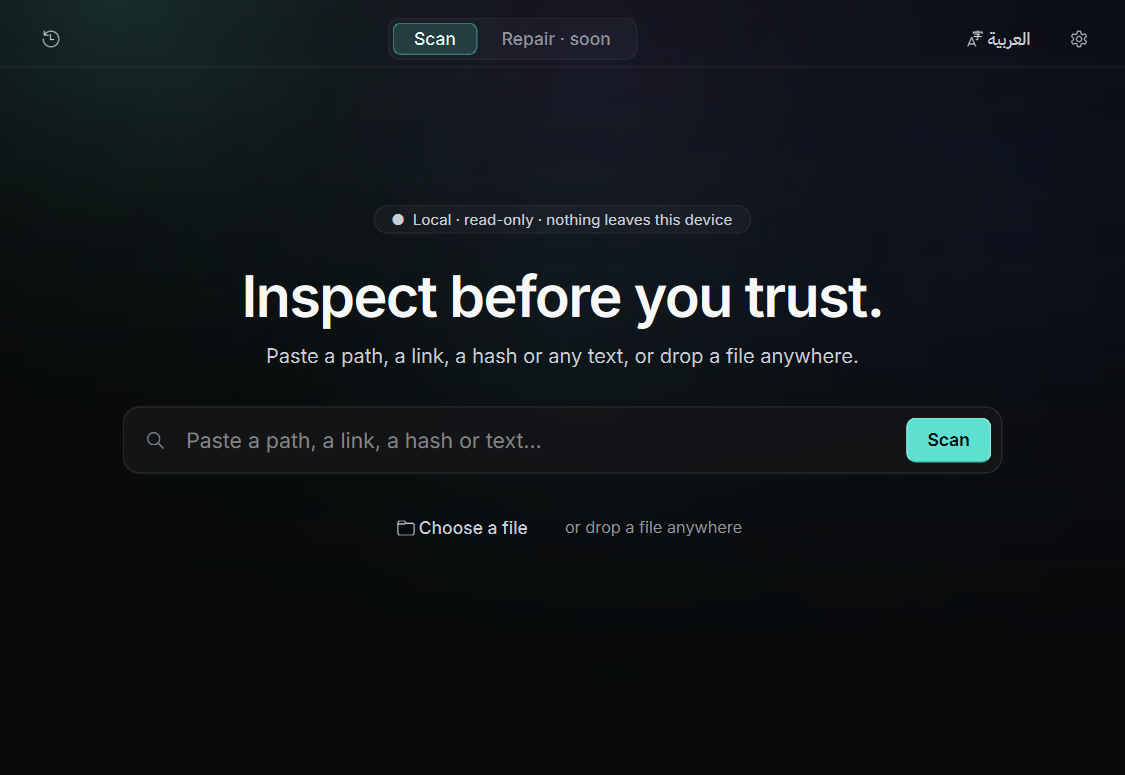 Scan
Repair · soon
العربية
Local · read-only · nothing leaves this device
Inspect before you trust.
Paste a path, a link, a hash or any text, or drop a file anywhere.
Paste a path, a link, a hash or text...
Scan
Choose a file
or drop a file anywhere